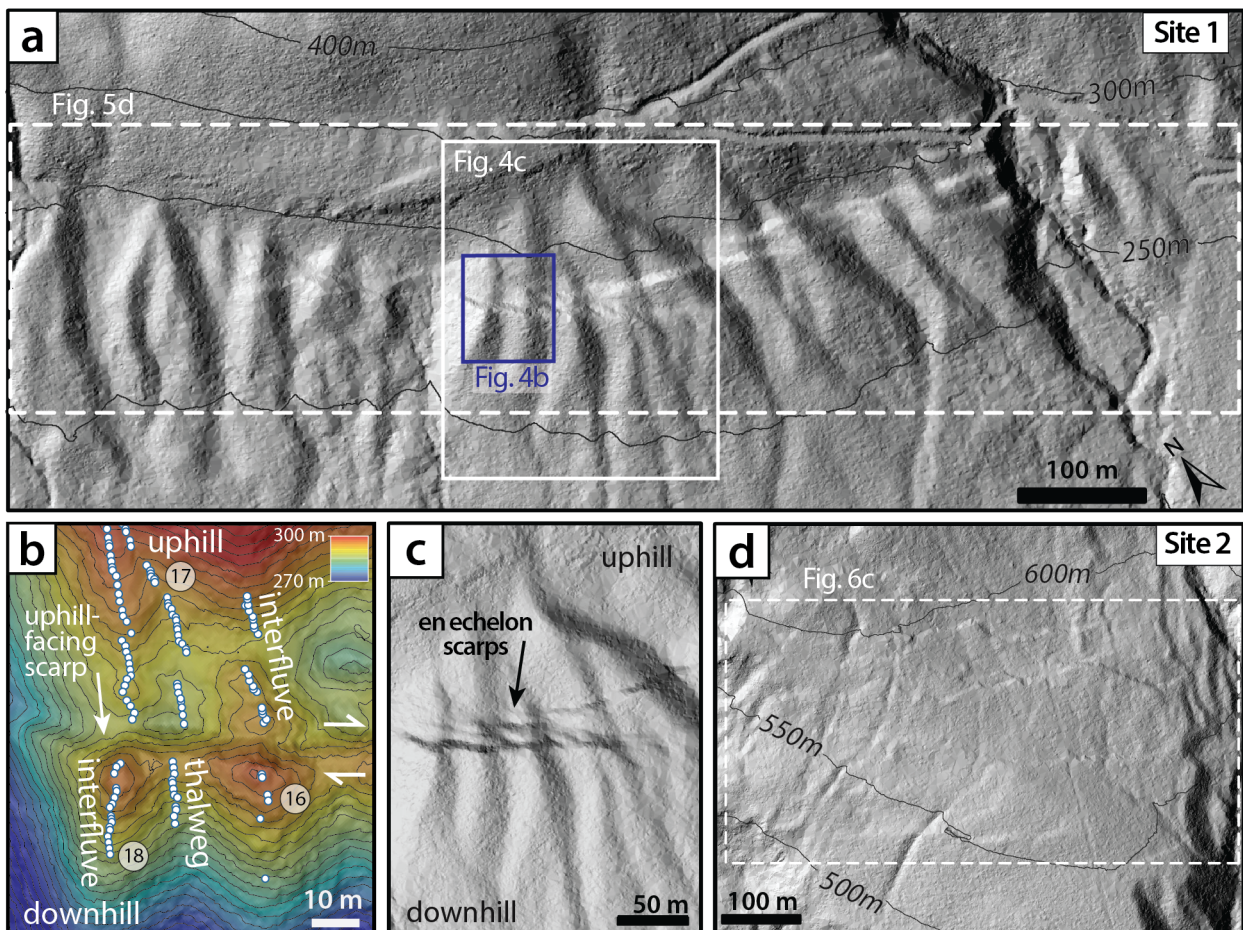 a
Site 1
400m
300m
Fig. 5d
Fig. 4c
250m
Fig. 4b
N
100 m
b
uphill
300 m
270 m
17
uphill-
facing
scarp
interfluve
interfluve
thalweg
16
18
downhill
10 m
c
uphill
en echelon
scarps
downhill
50 m
d
Site 2
Fig. 6c
600m
550m
500m
100 m